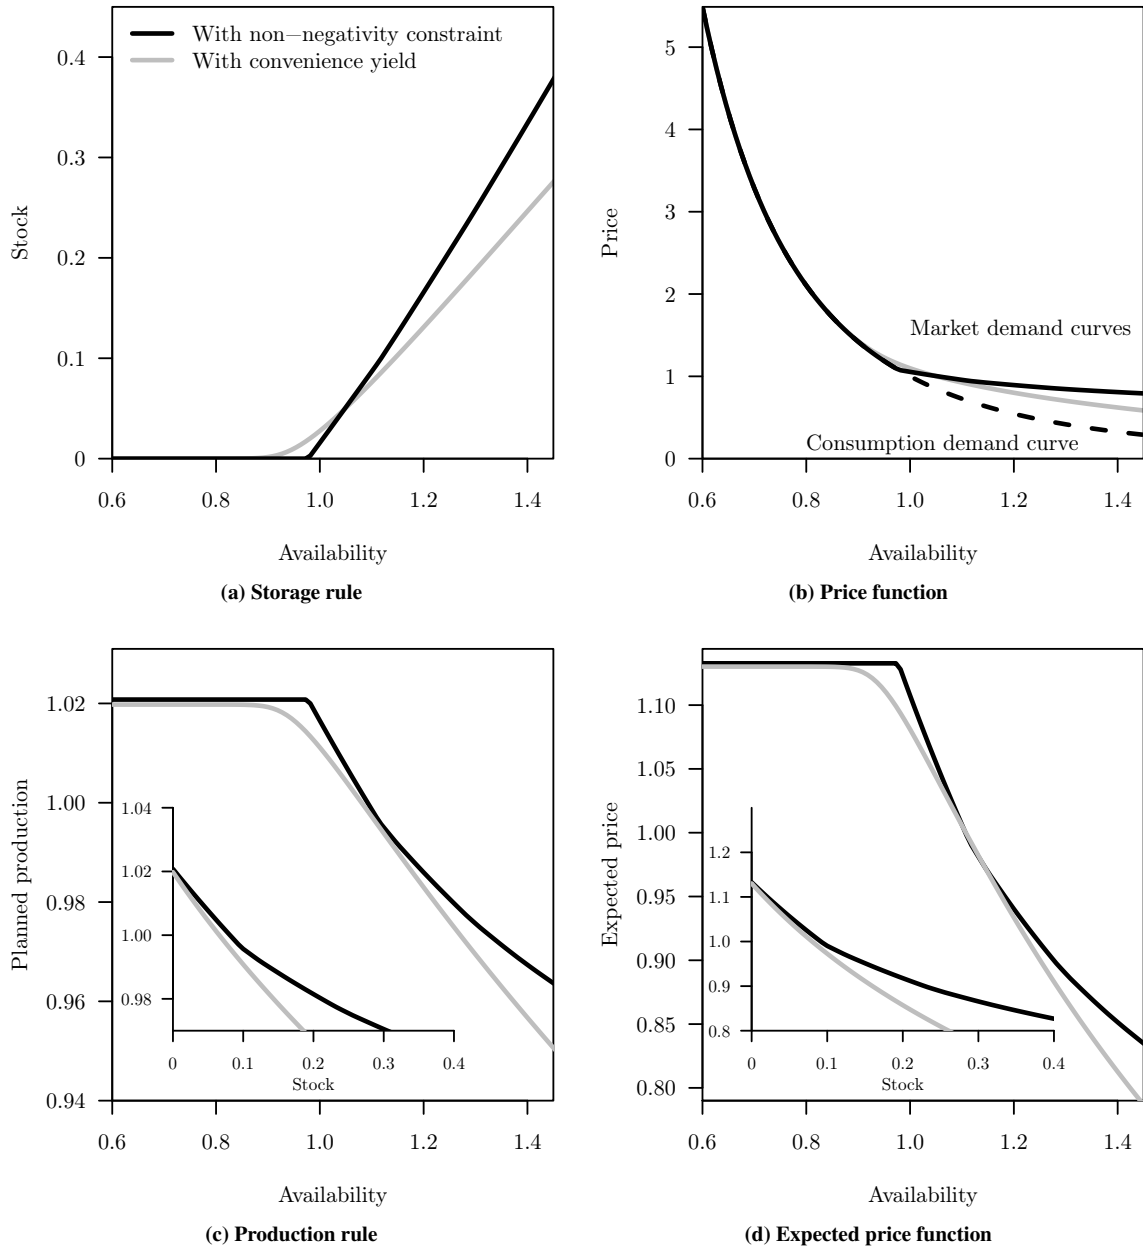 With non−negativity constraint
With convenience yield
0.4
0.3
0.2
0.1
0
Stock
0.6 0.8 1.0 1.2 1.4
Availability
(a) Storage rule
5
4
3
2
1
0
Price
Market demand curves
Consumption demand curve
0.6 0.8 1.0 1.2 1.4
Availability
(b) Price function
1.02
1.00
0.98
0.96
0.94
Planned production
1.04
1.02
1.00
0.98
0 0.1 0.2 0.3 0.4
Stock
0.6 0.8 1.0 1.2 1.4
Availability
(c) Production rule
1.10
1.05
1.00
0.95
0.90
0.85
0.80
Expected price
1.2
1.1
1.0
0.9
0.8
0 0.1 0.2 0.3 0.4
Stock
0.6 0.8 1.0 1.2 1.4
Availability
(d) Expected price function